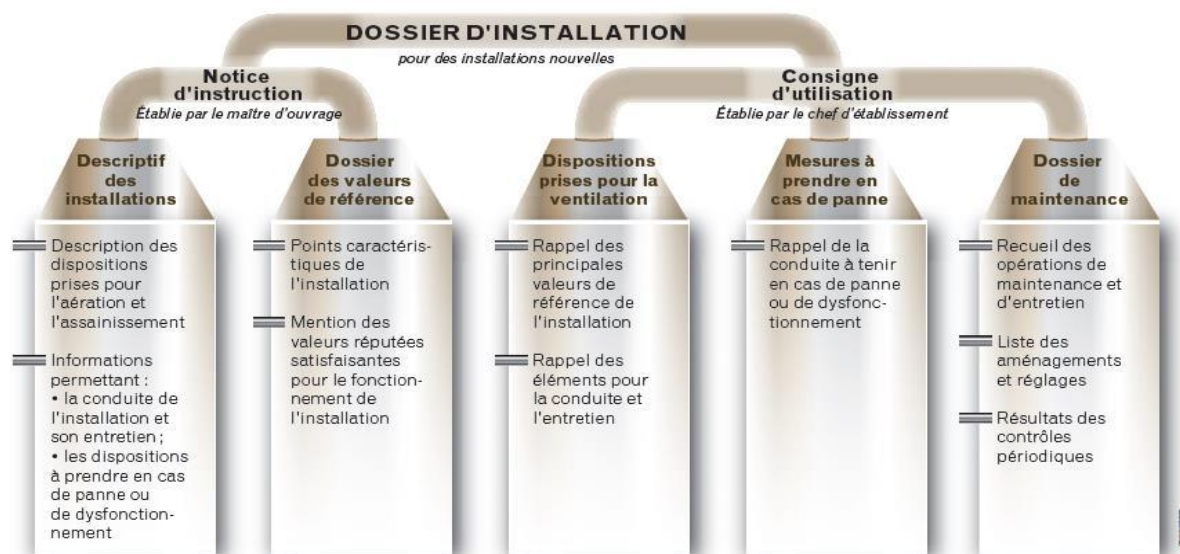 DOSSIER D'INSTALLATION
pour des installations nouvelles
Notice
d'instruction
Établie par le maître d'ouvrage
Consigne
d'utilisation
Établie par le chef d'établissement
Descriptif
des
installations
Description des
dispositions
prises pour
l'aération et
l'assainissement
Informations
permettant :
• la conduite de
l'installation et
son entretien ;
• les dispositions
à prendre en cas
de panne ou
de dysfonction-
nement
Dossier
des valeurs
de référence
Points caractéris-
tiques de
l'installation
Mention des
valeurs réputées
satisfaisantes
pour le fonction-
nement de
l'installation
Dispositions
prises pour la
ventilation
Rappel des
principales
valeurs de
référence de
l'installation
Rappel des
éléments pour
la conduite et
l'entretien
Mesures à
prendre en
cas de panne
Rappel de la
conduite à tenir
en cas de panne
ou de dysfonc-
tionnement
Dossier
de
maintenance
Recueil des
opérations de
maintenance et
d'entretien
Liste des
aménagements
et réglages
Résultats des
contrôles
périodiques